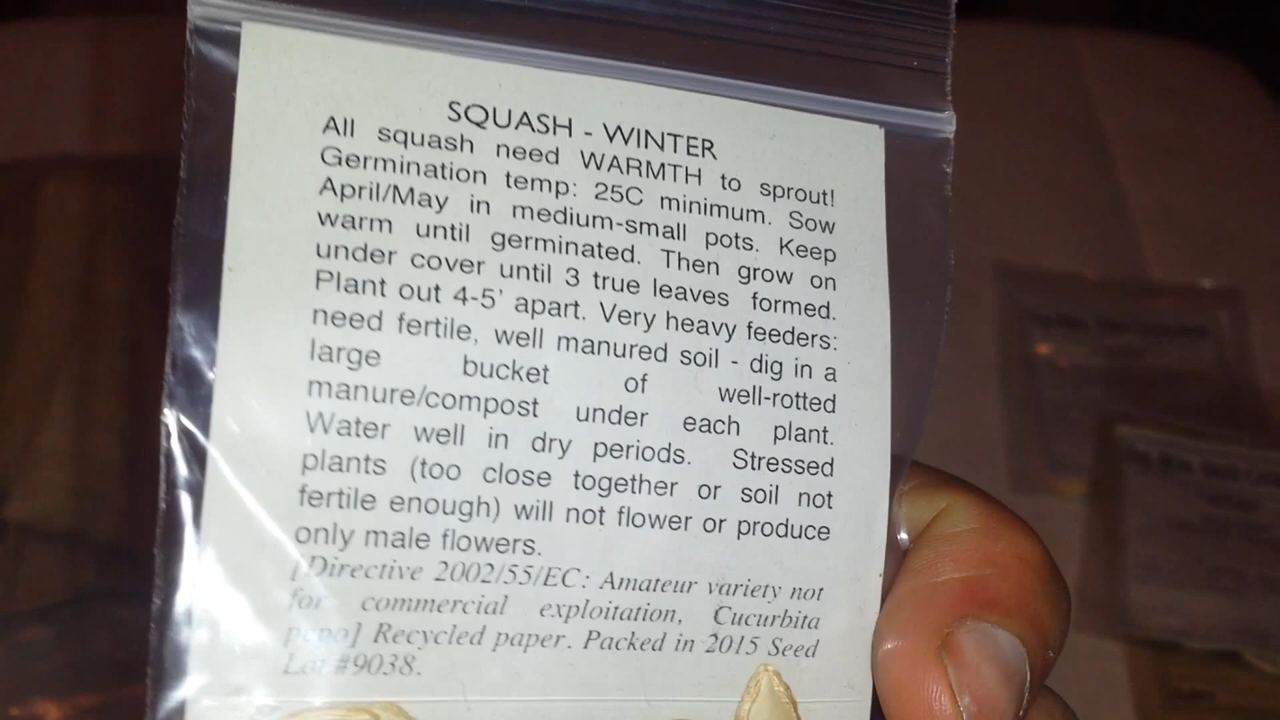 SQUASH - WINTER
All squash need WARMTH to sprout!
Germination temp: 25C minimum. Sow
April/May in medium-small pots. Keep
warm until germinated. Then grow on
under cover until 3 true leaves formed.
Plant out 4-5' apart. Very heavy feeders:
need fertile, well manured soil - dig in a
large bucket of well-rotted
manure/compost under each plant.
Water well in dry periods. Stressed
plants (too close together or soil not
fertile enough) will not flower or produce
only male flowers.
[Directive 2002/55/EC: Amateur variety not
for commercial exploitation, Cucurbita
pepo] Recycled paper. Packed in 2015 Seed
Lot #9038.